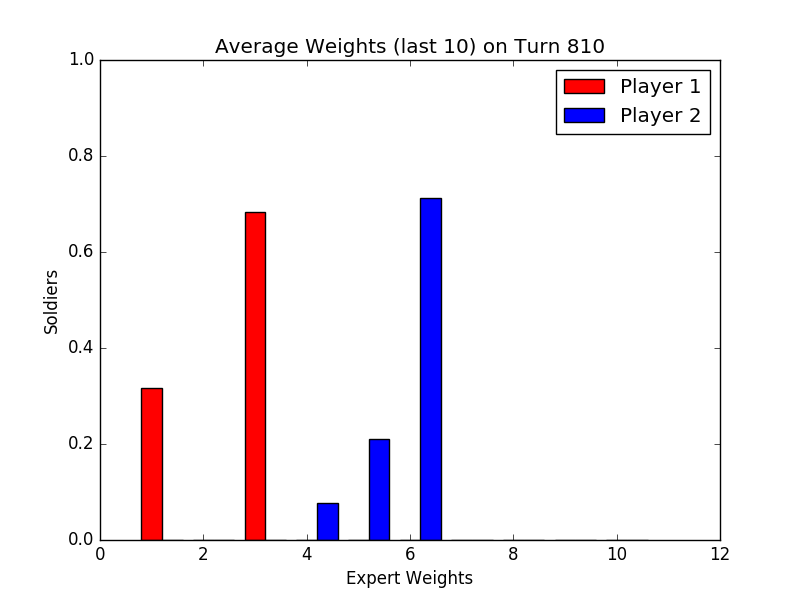 Average Weights (last 10) on Turn 810
Player 1
Player 2
1.0
0.8
0.6
0.4
0.2
0.0
Soldiers
0 2 4 6 8 10 12
Expert Weights